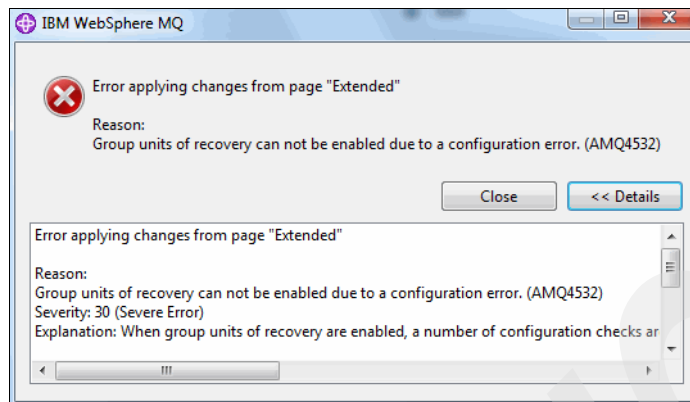 IBM WebSphere MQ
Error applying changes from page "Extended"
Reason:
Group units of recovery can not be enabled due to a configuration error. (AMQ4532)
Close
<< Details
Error applying changes from page "Extended"
Reason:
Group units of recovery can not be enabled due to a configuration error. (AMQ4532)
Severity: 30 (Severe Error)
Explanation: When group units of recovery are enabled, a number of configuration checks ar